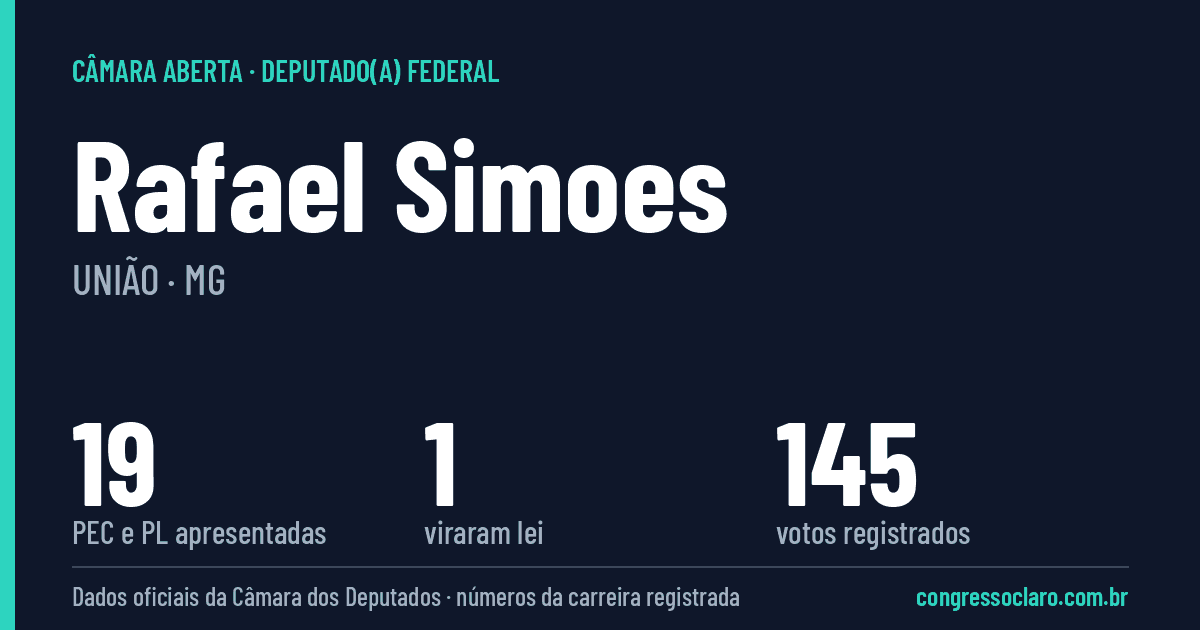 CÂMARA ABERTA · DEPUTADO(A) FEDERAL
Rafael Simoes
UNIÃO · MG
19 1 145
PEC e PL apresentadas viraram lei votos registrados
Dados oficiais da Câmara dos Deputados · números da carreira registrada congressoclaro.com.br